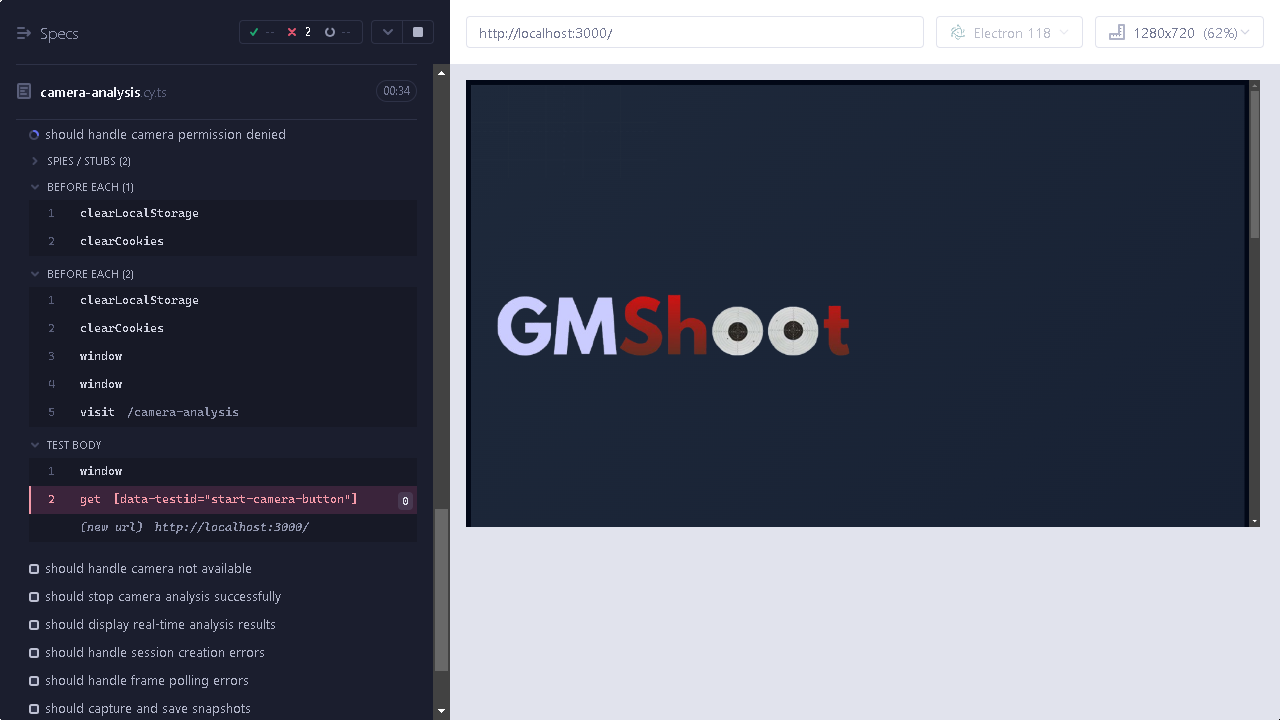 Specs
-- 2 --
camera-analysis.cy.ts 00:34
should handle camera permission denied
SPIES / STUBS (2)
BEFORE EACH (1)
1 clearLocalStorage
2 clearCookies
BEFORE EACH (2)
1 clearLocalStorage
2 clearCookies
3 window
4 window
5 visit /camera-analysis
TEST BODY
1 window
2 get [data-testid="start-camera-button"] 0
(new url) http://localhost:3000/
should handle camera not available
should stop camera analysis successfully
should display real-time analysis results
should handle session creation errors
should handle frame polling errors
should capture and save snapshots
http://localhost:3000/
Electron 118
1280x720 (62%)
GMShoot